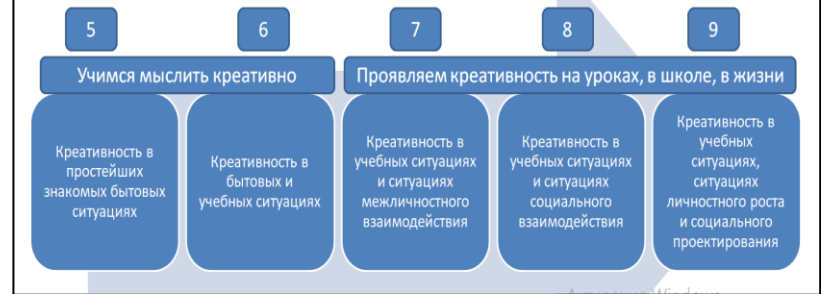 5 6 7 8 9
Учимся мыслить креативно
Проявляем креативность на уроках, в школе, в жизни
Креативность в
простейших
знакомых бытовых
ситуациях
Креативность в
бытовых и
учебных ситуациях
Креативность в
учебных ситуациях
и ситуациях
межличностного
взаимодействия
Креативность в
учебных ситуациях
и ситуациях
социального
взаимодействия
Креативность в
учебных
ситуациях,
ситуациях
личностного роста
и социального
проектирования